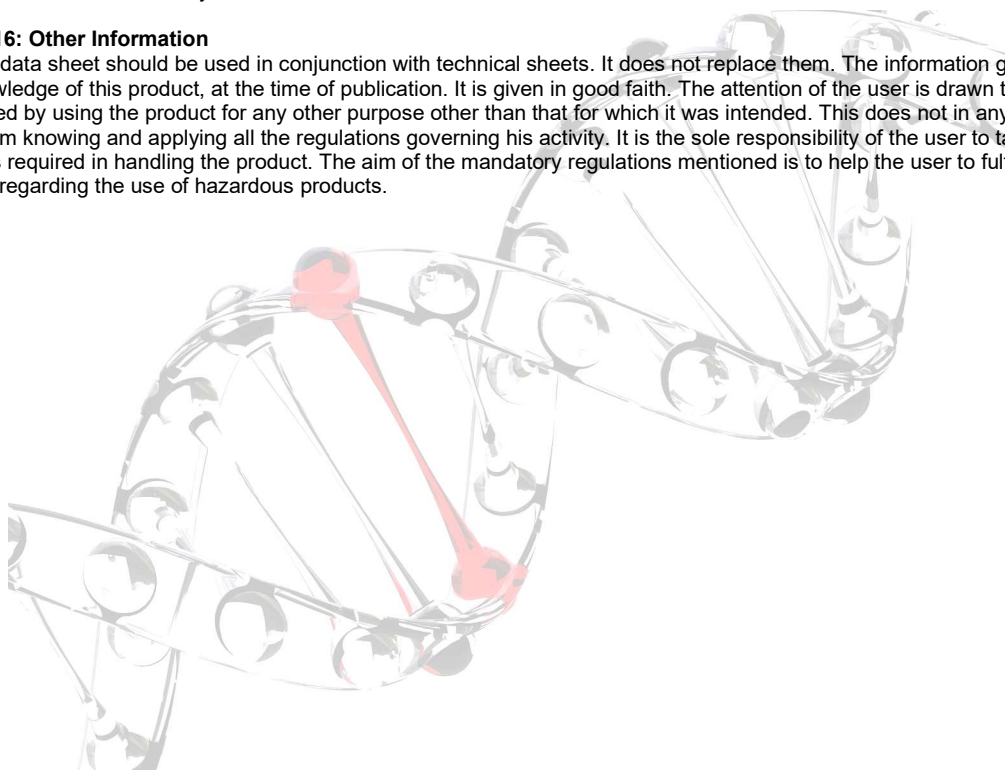 6: Other Information
data sheet should be used in conjunction with technical sheets. It does not replace them. The information
of this product, at the time of publication. It is given in good faith. The attention of the user is drawn
by using the product for any other purpose other than that for which it was intended. This does not in any
knowing and applying all the regulations governing his activity. It is the sole responsibility of the user to
required in handling the product. The aim of the mandatory regulations mentioned is to help the user to
regarding the use of hazardous products.